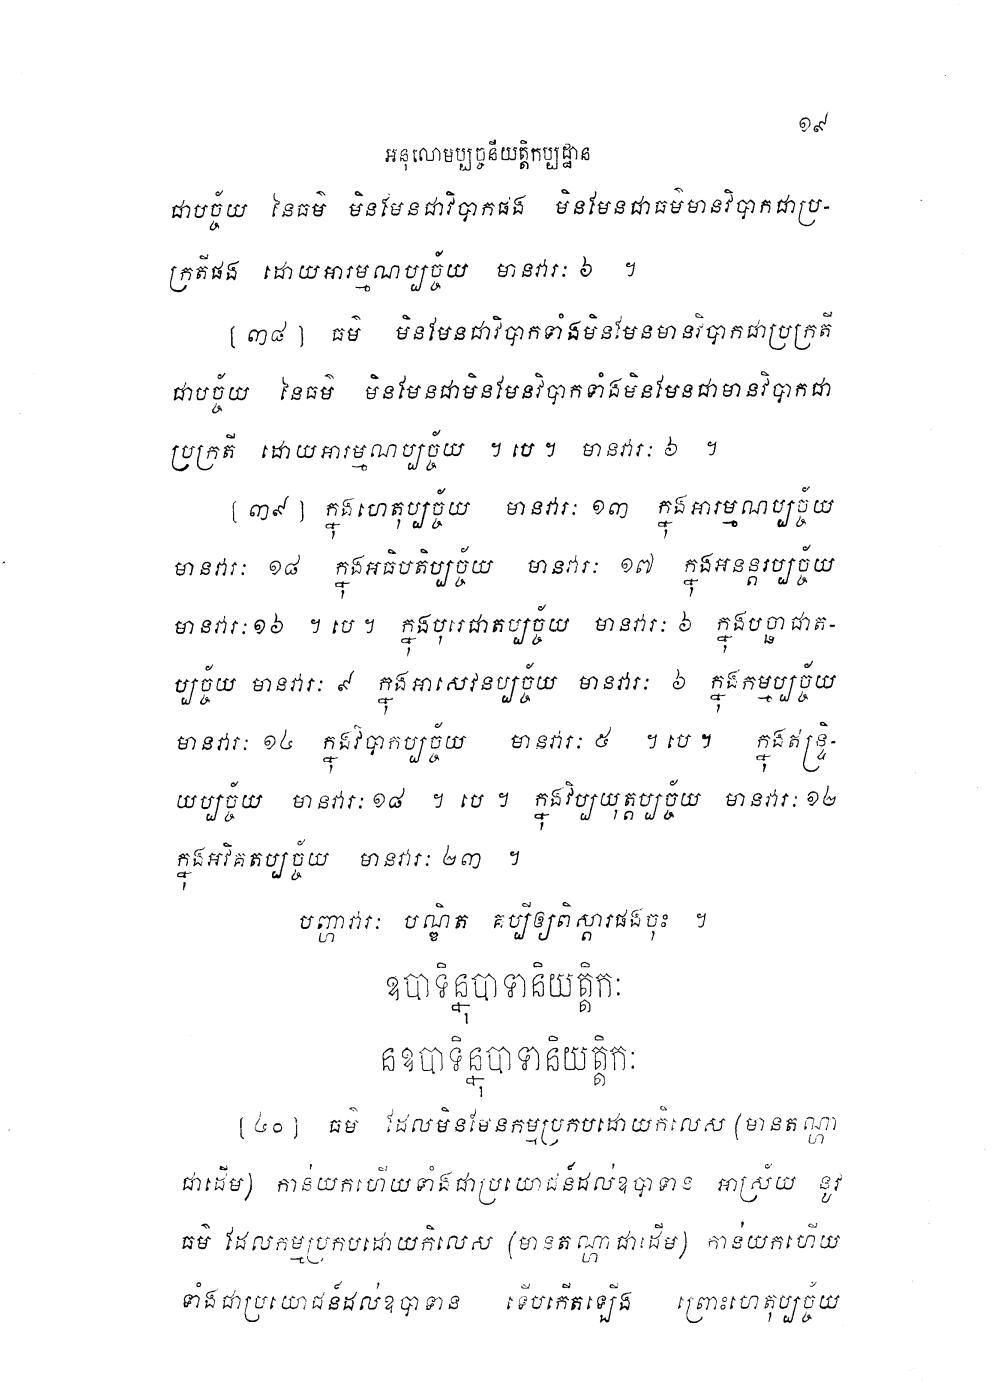 ១៩
អនុលោមប្បច្ចនីយត្តិកប្បដ្ឋាន
ជាបច្ច័យ នៃធម៌ មិនមែនជាវិបាកផង មិនមែនជាធម៌មានវិបាកជាប្រ-
ក្រតីផង ដោយអារម្មណប្បច្ច័យ មានវារៈ ៦ ។
[ ៣៨ ] ធម៌ មិនមែនជាវិបាកទាំងមិនមែនមានវិបាកជាប្រក្រតី
ជាបច្ច័យ នៃធម៌ មិនមែនជាមិនមែនវិបាកទាំងមិនមែនជាមានវិបាកជា
ប្រក្រតី ដោយអារម្មណប្បច្ច័យ ។ បេ ។ មានវារៈ ៦ ។
[ ៣៩ ] ក្នុងហេតុប្បច្ច័យ មានវារៈ ១៣ ក្នុងអារម្មណប្បច្ច័យ
មានវារៈ ១៨ ក្នុងអធិបតិប្បច្ច័យ មានវារៈ ១៧ ក្នុងអនន្តរប្បច្ច័យ
មានវារៈ ១៦ ។ បេ ។ ក្នុងបុរេជាតប្បច្ច័យ មានវារៈ ៦ ក្នុងបច្ឆាជាត-
ប្បច្ច័យ មានវារៈ ៩ ក្នុងអាសេវនប្បច្ច័យ មានវារៈ ៦ ក្នុងកម្មប្បច្ច័យ
មានវារៈ ១៤ ក្នុងវិបាកប្បច្ច័យ មានវារៈ ៥ ។ បេ ។ ក្នុងឥន្ទ្រិ-
យប្បច្ច័យ មានវារៈ ១៨ ។ បេ ។ ក្នុងវិប្បយុត្តប្បច្ច័យ មានវារៈ ១២
ក្នុងអវិគតប្បច្ច័យ មានវារៈ ២៣ ។
បញ្ហាវារៈ បណ្ឌិត គប្បីឲ្យពិស្តារផងចុះ ។
ឧបាទិន្នុបាទានិយត្តិកៈ
នឧបាទិន្នុបាទានិយត្តិកៈ
[ ៤០ ] ធម៌ ដែលមិនមែនកម្មប្រកបដោយកិលេស (មានតណ្ហា
ជាដើម) កាន់យកហើយទាំងជាប្រយោជន៍ដល់ឧបាទាន អាស្រ័យ នូវ
ធម៌ ដែលកម្មប្រកបដោយកិលេស (មានតណ្ហាជាដើម) កាន់យកហើយ
ទាំងជាប្រយោជន៍ដល់ឧបាទាន ទើបកើតឡើង ព្រោះហេតុប្បច្ច័យ